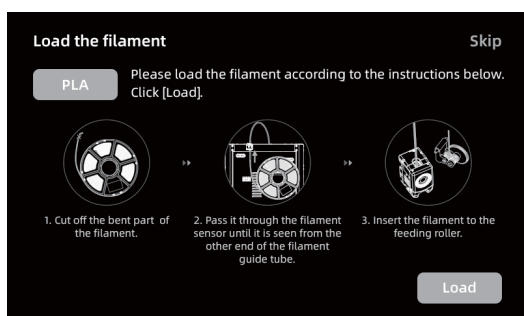 Load the filament
Skip
PLA
Please load the filament according to the instructions below.
Click [Load].
1. Cut off the bent part of
the filament.
2. Pass it through the filament
sensor until it is seen from the
other end of the filament
guide tube.
3. Insert the filament to the
feeding roller.
Load